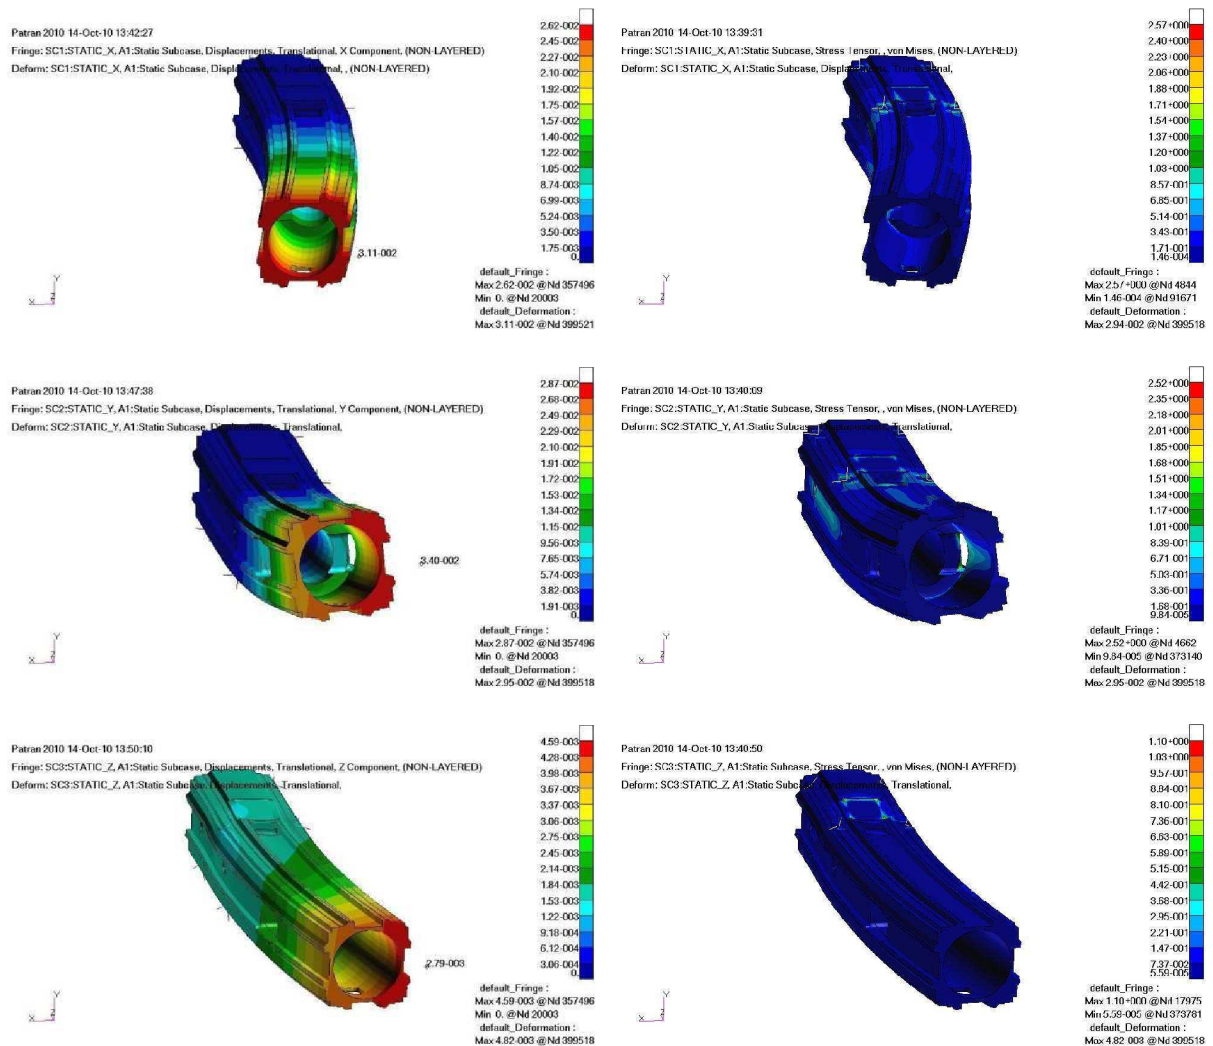 Patran 2010 14-Oct-10 13:42:27
Fringe: SC1:STATIC_X, A1:Static Subcase, Displacements, Translational, X Component, (NON-LAYERED)
Deform: SC1:STATIC_X, A1:Static Subcase, Displacements, Translational, , (NON-LAYERED)
2.62-002
2.45-002
2.27-002
2.10-002
1.92-002
1.75-002
1.57-002
1.40-002
1.22-002
1.05-002
8.74-003
6.99-003
5.24-003
3.50-003
1.75-003
0.
3.11-002
Y
X
Z
default_Fringe :
Max 2.62-002 @Nd 357496
Min 0. @Nd 20003
default_Deformation :
Max 3.11-002 @Nd 399521
Patran 2010 14-Oct-10 13:39:31
Fringe: SC1:STATIC_X, A1:Static Subcase, Stress Tensor, , von Mises, (NON-LAYERED)
Deform: SC1:STATIC_X, A1:Static Subcase, Displacements, Translational,
2.57+000
2.40+000
2.23+000
2.06+000
1.88+000
1.71+000
1.54+000
1.37+000
1.20+000
1.03+000
8.57-001
6.85-001
5.14-001
3.43-001
1.71-001
1.46-004
Y
X
Z
default_Fringe :
Max 2.57+000 @Nd 4844
Min 1.46-004 @Nd 91671
default_Deformation :
Max 2.94-002 @Nd 399518
Patran 2010 14-Oct-10 13:47:38
Fringe: SC2:STATIC_Y, A1:Static Subcase, Displacements, Translational, Y Component, (NON-LAYERED)
Deform: SC2:STATIC_Y, A1:Static Subcase, Displacements, Translational,
2.87-002
2.68-002
2.49-002
2.29-002
2.10-002
1.91-002
1.72-002
1.53-002
1.34-002
1.15-002
9.56-003
7.65-003
5.74-003
3.82-003
1.91-003
0.
3.40-002
Y
X
Z
default_Fringe :
Max 2.87-002 @Nd 357496
Min 0. @Nd 20003
default_Deformation :
Max 2.95-002 @Nd 399518
Patran 2010 14-Oct-10 13:40:09
Fringe: SC2:STATIC_Y, A1:Static Subcase, Stress Tensor, , von Mises, (NON-LAYERED)
Deform: SC2:STATIC_Y, A1:Static Subcase, Displacements, Translational,
2.52+000
2.35+000
2.18+000
2.01+000
1.85+000
1.68+000
1.51+000
1.34+000
1.17+000
1.01+000
8.39-001
6.71-001
5.03-001
3.36-001
1.68-001
9.84-005
Y
X
Z
default_Fringe :
Max 2.52+000 @Nd 4662
Min 9.84-005 @Nd 373140
default_Deformation :
Max 2.95-002 @Nd 399518
Patran 2010 14-Oct-10 13:50:10
Fringe: SC3:STATIC_Z, A1:Static Subcase, Displacements, Translational, Z Component, (NON-LAYERED)
Deform: SC3:STATIC_Z, A1:Static Subcase, Displacements, Translational,
4.59-003
4.28-003
3.98-003
3.67-003
3.37-003
3.06-003
2.75-003
2.45-003
2.14-003
1.84-003
1.53-003
1.22-003
9.18-004
6.12-004
3.06-004
0.
2.79-003
Y
X
Z
default_Fringe :
Max 4.59-003 @Nd 357496
Min 0. @Nd 20003
default_Deformation :
Max 4.82-003 @Nd 399518
Patran 2010 14-Oct-10 13:40:50
Fringe: SC3:STATIC_Z, A1:Static Subcase, Stress Tensor, , von Mises, (NON-LAYERED)
Deform: SC3:STATIC_Z, A1:Static Subcase, Displacements, Translational,
1.10+000
1.03+000
9.57-001
8.84-001
8.10-001
7.36-001
6.63-001
5.89-001
5.15-001
4.42-001
3.68-001
2.95-001
2.21-001
1.47-001
7.37-002
5.59-005
Y
X
Z
default_Fringe :
Max 1.10+000 @Nd 17975
Min 5.59-005 @Nd 373781
default_Deformation :
Max 4.82-003 @Nd 399518